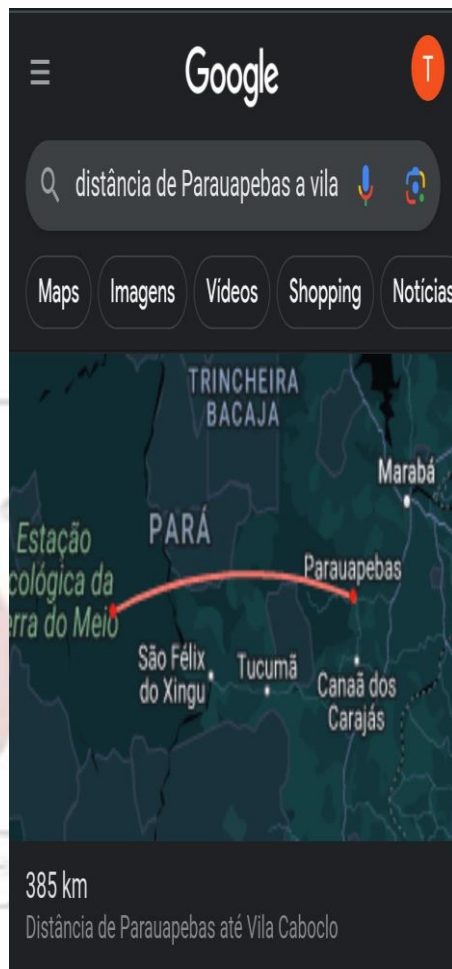 Google
T
distância de Parauapebas a vila
Maps
Imagens
Vídeos
Shopping
Notícias
TRINCHEIRA
BACAJA
Marabá
PARÁ
Estação
cológica da
erra do Meio
Parauapebas
São Félix
do Xingu
Tucumã
Canaã dos
Carajás
385 km
Distância de Parauapebas até Vila Caboclo